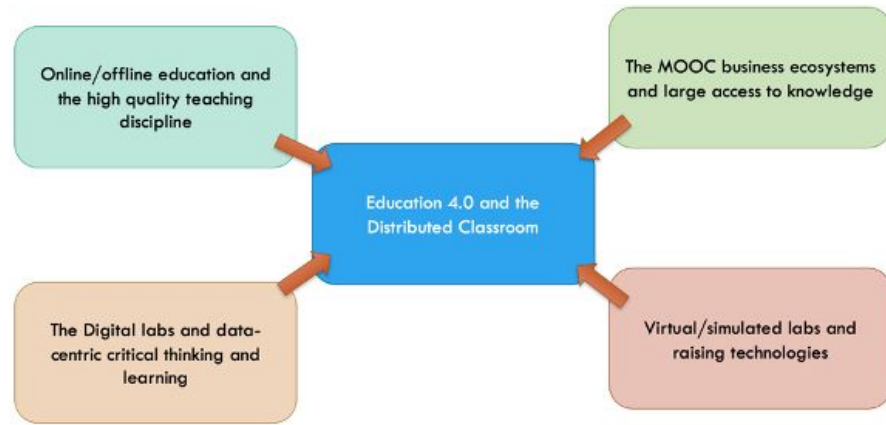 Online/offline education and
the high quality teaching
discipline
The MOOC business ecosystems
and large access to knowledge
Education 4.0 and the
Distributed Classroom
The Digital labs and data-
centric critical thinking and
learning
Virtual/simulated labs and
raising technologies